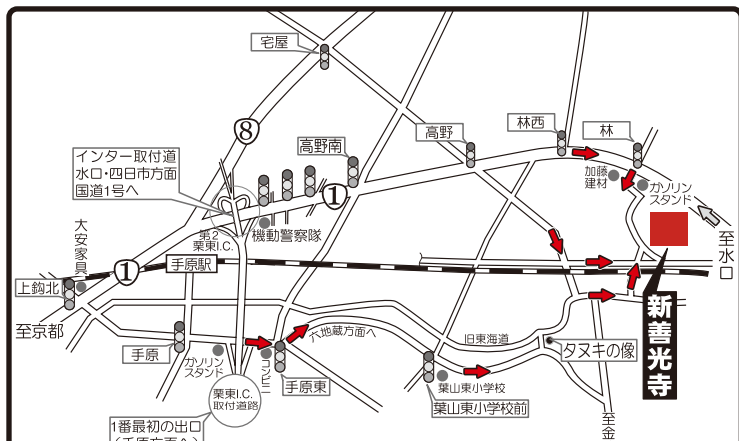 宅屋
8
インター取付道
水口・四日市方面
国道1号へ
高野南
高野
林西
林
加藤
建材
ガソリン
スタンド
1
第2
栗東I.C.
機動警察隊
大安家具
手原駅
1
上鈎北
至京都
至水口
新善光寺
手原
ガソリン
スタンド
コンビニ
手原東
六地蔵方面へ
旧東海道
タヌキの像
葉山東小学校
葉山東小学校前
栗東I.C.
取付道路
1番最初の出口
(手原方面へ)
至金